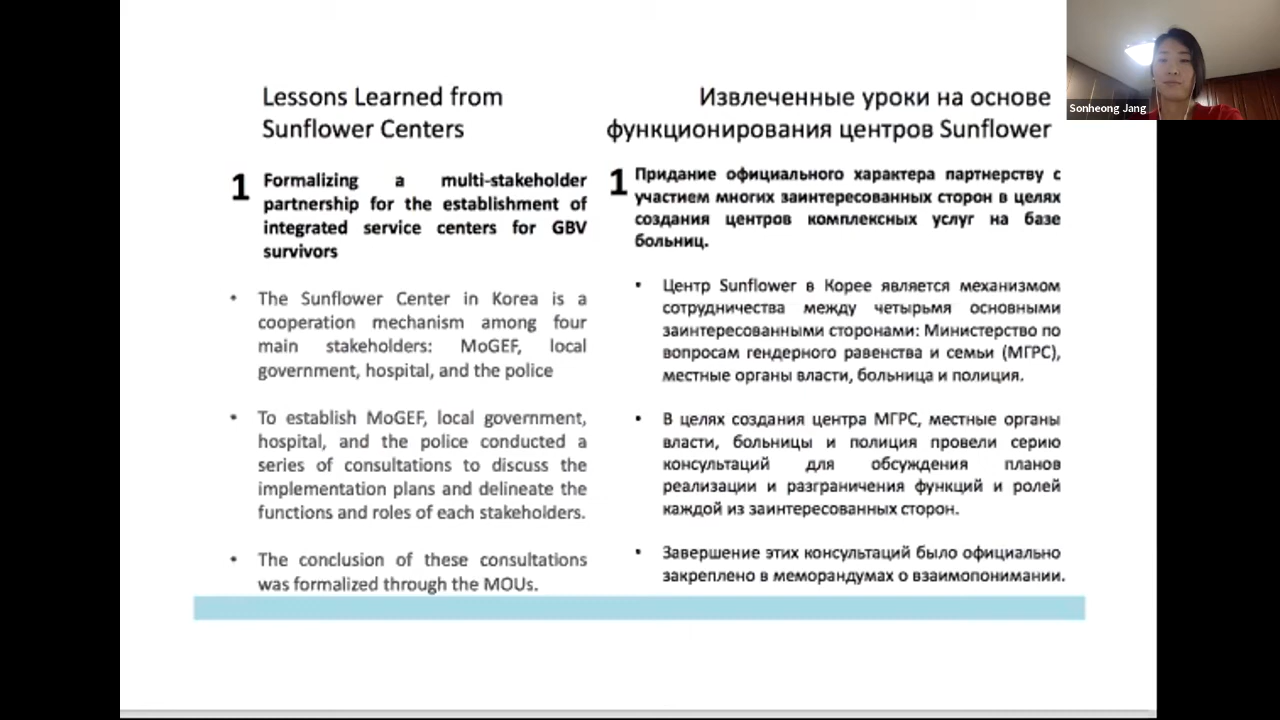 Sonheong Jang
Lessons Learned from
Sunflower Centers
1
Formalizing a multi-stakeholder
partnership for the establishment of
integrated service centers for GBV
survivors
• The Sunflower Center in Korea is a
cooperation mechanism among four
main stakeholders: MoGEF, local
government, hospital, and the police
• To establish MoGEF, local government,
hospital, and the police conducted a
series of consultations to discuss the
implementation plans and delineate the
functions and roles of each stakeholders.
• The conclusion of these consultations
was formalized through the MOUs.
Извлеченные уроки на основе
функционирования центров Sunflower
1
Придание официального характера партнерству с
участием многих заинтересованных сторон в целях
создания центров комплексных услуг на базе
больниц.
• Центр Sunflower в Корее является механизмом
сотрудничества между четырьмя основными
заинтересованными сторонами: Министерство по
вопросам гендерного равенства и семьи (МГРС),
местные органы власти, больница и полиция.
• В целях создания центра МГРС, местные органы
власти, больницы и полиция провели серию
консультаций для обсуждения планов
реализации и разграничения функций и ролей
каждой из заинтересованных сторон.
• Завершение этих консультаций было официально
закреплено в меморандумах о взаимопонимании.